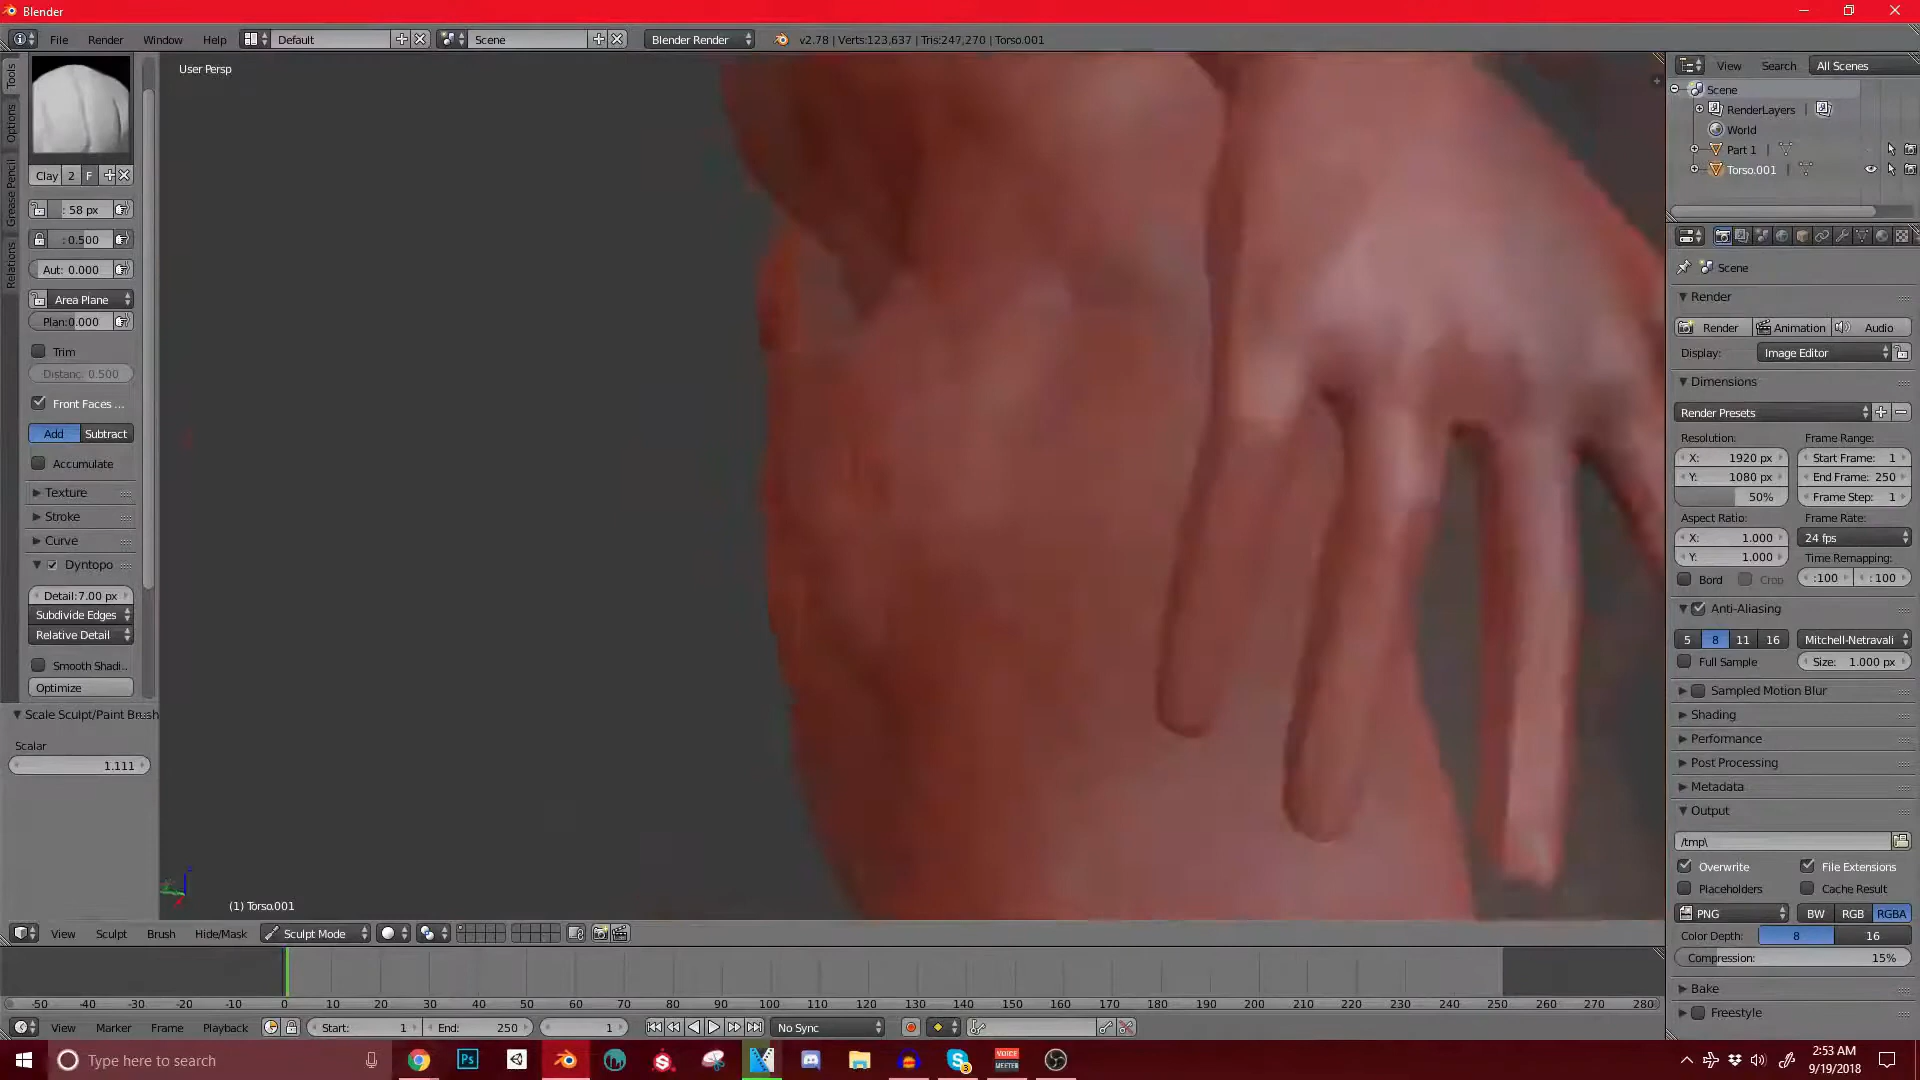 Blender
File Render Window Help Default Scene Blender Render v2.78 | Verts:123,637 | Tris:247,270 | Torso.001
User Persp
Tools
Options
Grease Pencil
Relations
Clay 2 F
: 58 px
: 0.500
Aut: 0.000
Area Plane
Plan:0.000
Trim
Distanc: 0.500
Front Faces ...
Add Subtract
Accumulate
Texture
Stroke
Curve
Dyntopo
Detail:7.00 px
Subdivide Edges
Relative Detail
Smooth Shadi..
Optimize
Scale Sculpt/Paint Brush
Scalar
1.111
(1) Torso.001
View Sculpt Brush Hide/Mask Sculpt Mode
-50 -40 -30 -20 -10 0 10 20 30 40 50 60 70 80 90 100 110 120 130 140 150 160 170 180 190 200 210 220 230 240 250 260 270 280
View Marker Frame Playback Start: 1 End: 250 1 No Sync
View Search All Scenes
Scene
RenderLayers |
World
Part 1 |
Torso.001 |
Scene
Render
Render Animation Audio
Display: Image Editor
Dimensions
Render Presets
Resolution: Frame Range:
X: 1920 px Start Frame: 1
Y: 1080 px End Frame: 250
50% Frame Step: 1
Aspect Ratio: Frame Rate:
X: 1.000 24 fps
Y: 1.000 Time Remapping:
Bord Crop :100 : 100
Anti-Aliasing
5 8 11 16 Mitchell-Netravali
Full Sample Size: 1.000 px
Sampled Motion Blur
Shading
Performance
Post Processing
Metadata
Output
/tmp\
Overwrite File Extensions
Placeholders Cache Result
PNG BW RGB RGBA
Color Depth: 8 16
Compression: 15%
Bake
Freestyle
Type here to search Ps VOICE MEETER 2:53 AM
9/19/2018